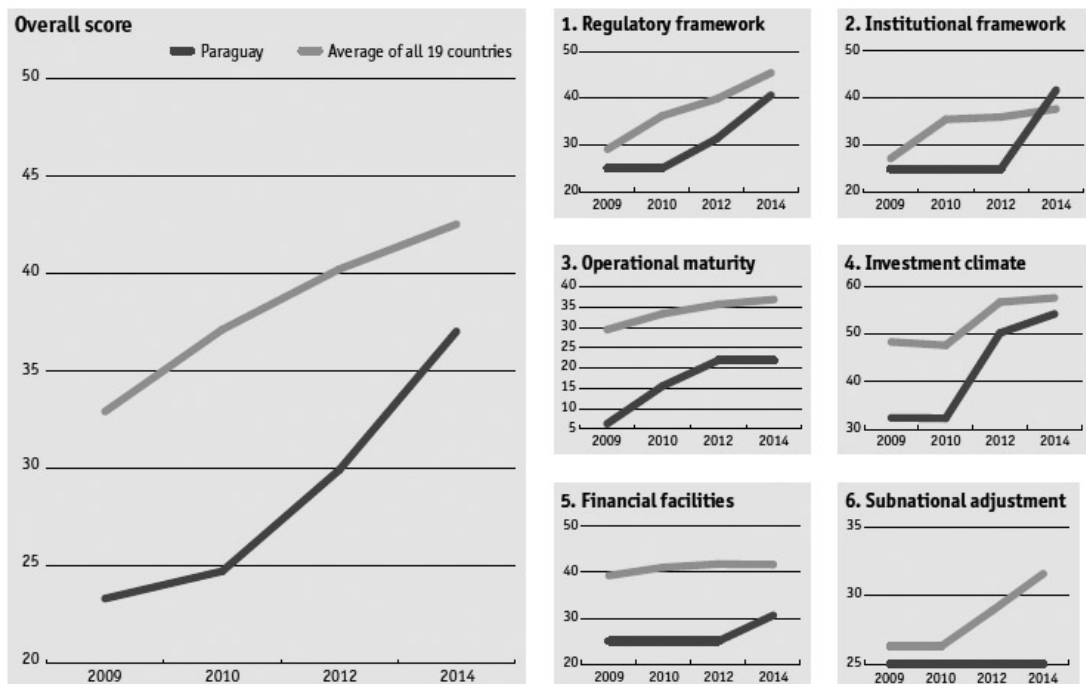 Overall score
Paraguay
Average of all 19 countries
50
45
40
35
30
25
20
2009 2010 2012 2014
1. Regulatory framework
50
40
30
20
2009 2010 2012 2014
2. Institutional framework
50
40
30
20
2009 2010 2012 2014
3. Operational maturity
40
35
30
25
20
15
10
5
2009 2010 2012 2014
4. Investment climate
60
50
40
30
2009 2010 2012 2014
5. Financial facilities
50
40
30
20
2009 2010 2012 2014
6. Subnational adjustment
35
30
25
2009 2010 2012 2014